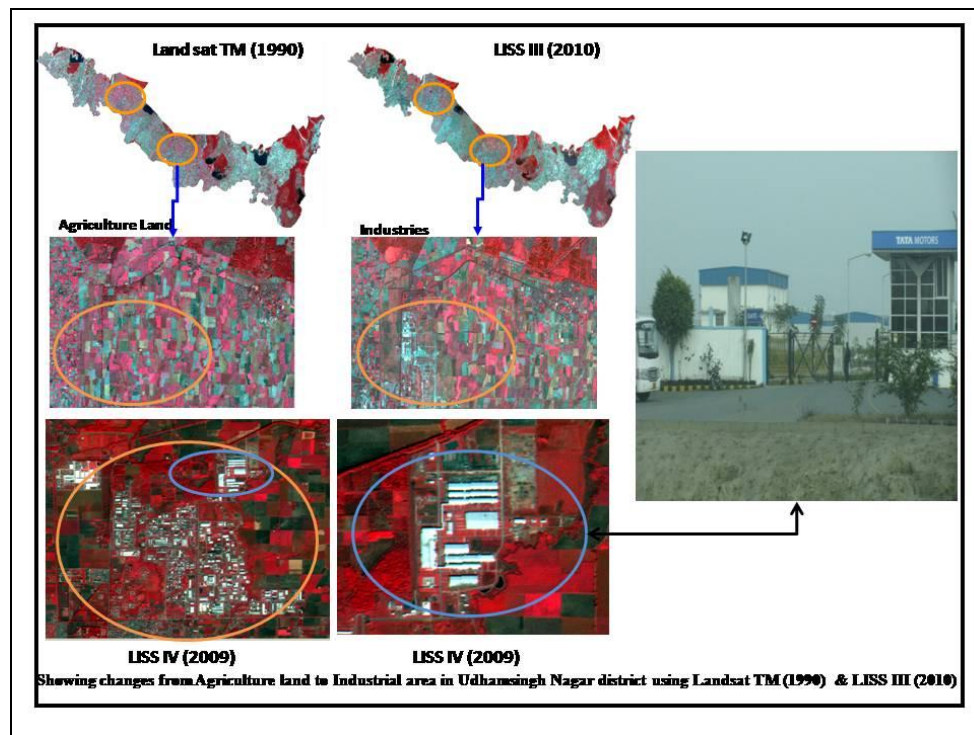 Land sat TM (1990)
LISS III (2010)
Agriculture Land
Industries
TATA MOTORS
LISS IV (2009)
LISS IV (2009)
Showing changes from Agriculture land to Industrial area in Udhamsingh Nagar district using Landsat TM (1990) & LISS III (2010)